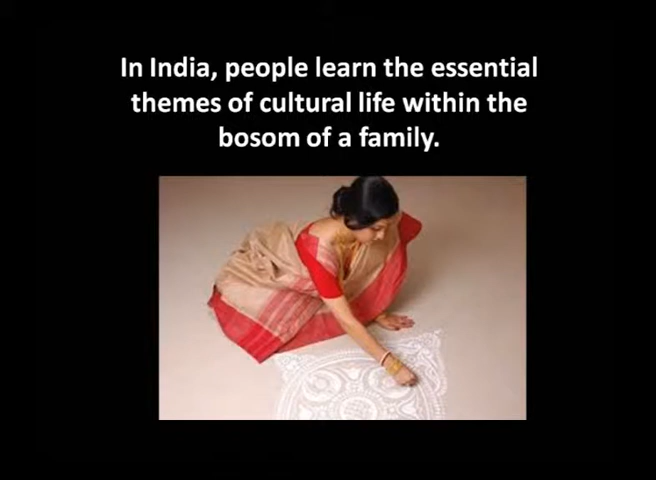 In India, people learn the essential
themes of cultural life within the
bosom of a family.